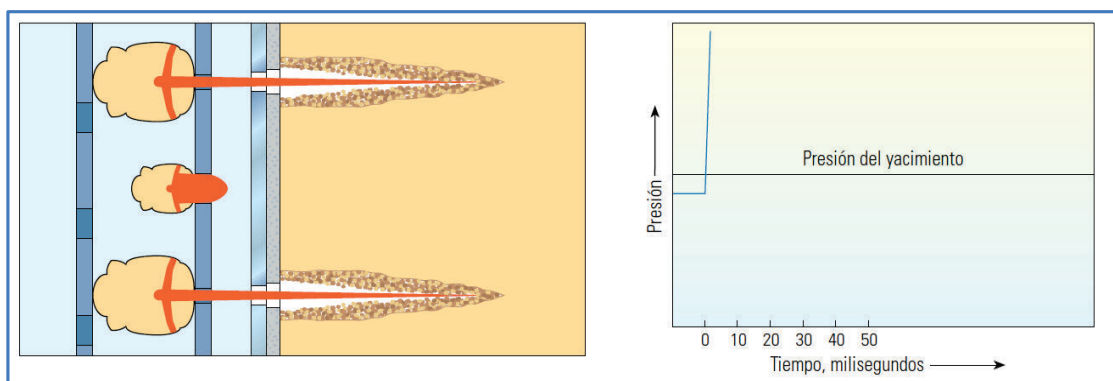 Presión del yacimiento
Presión
0 10 20 30 40 50
Tiempo, milisegundos